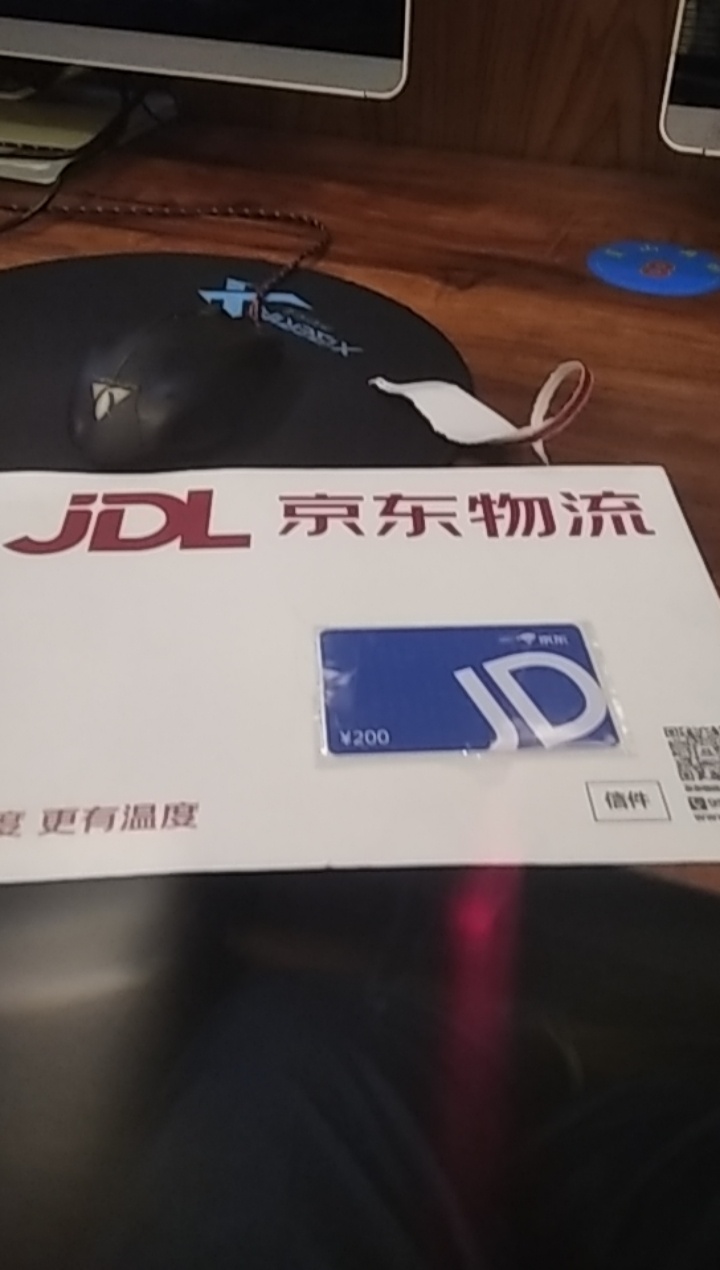 JDL 京东物流
京东
JD
¥200
信件
度 更有温度